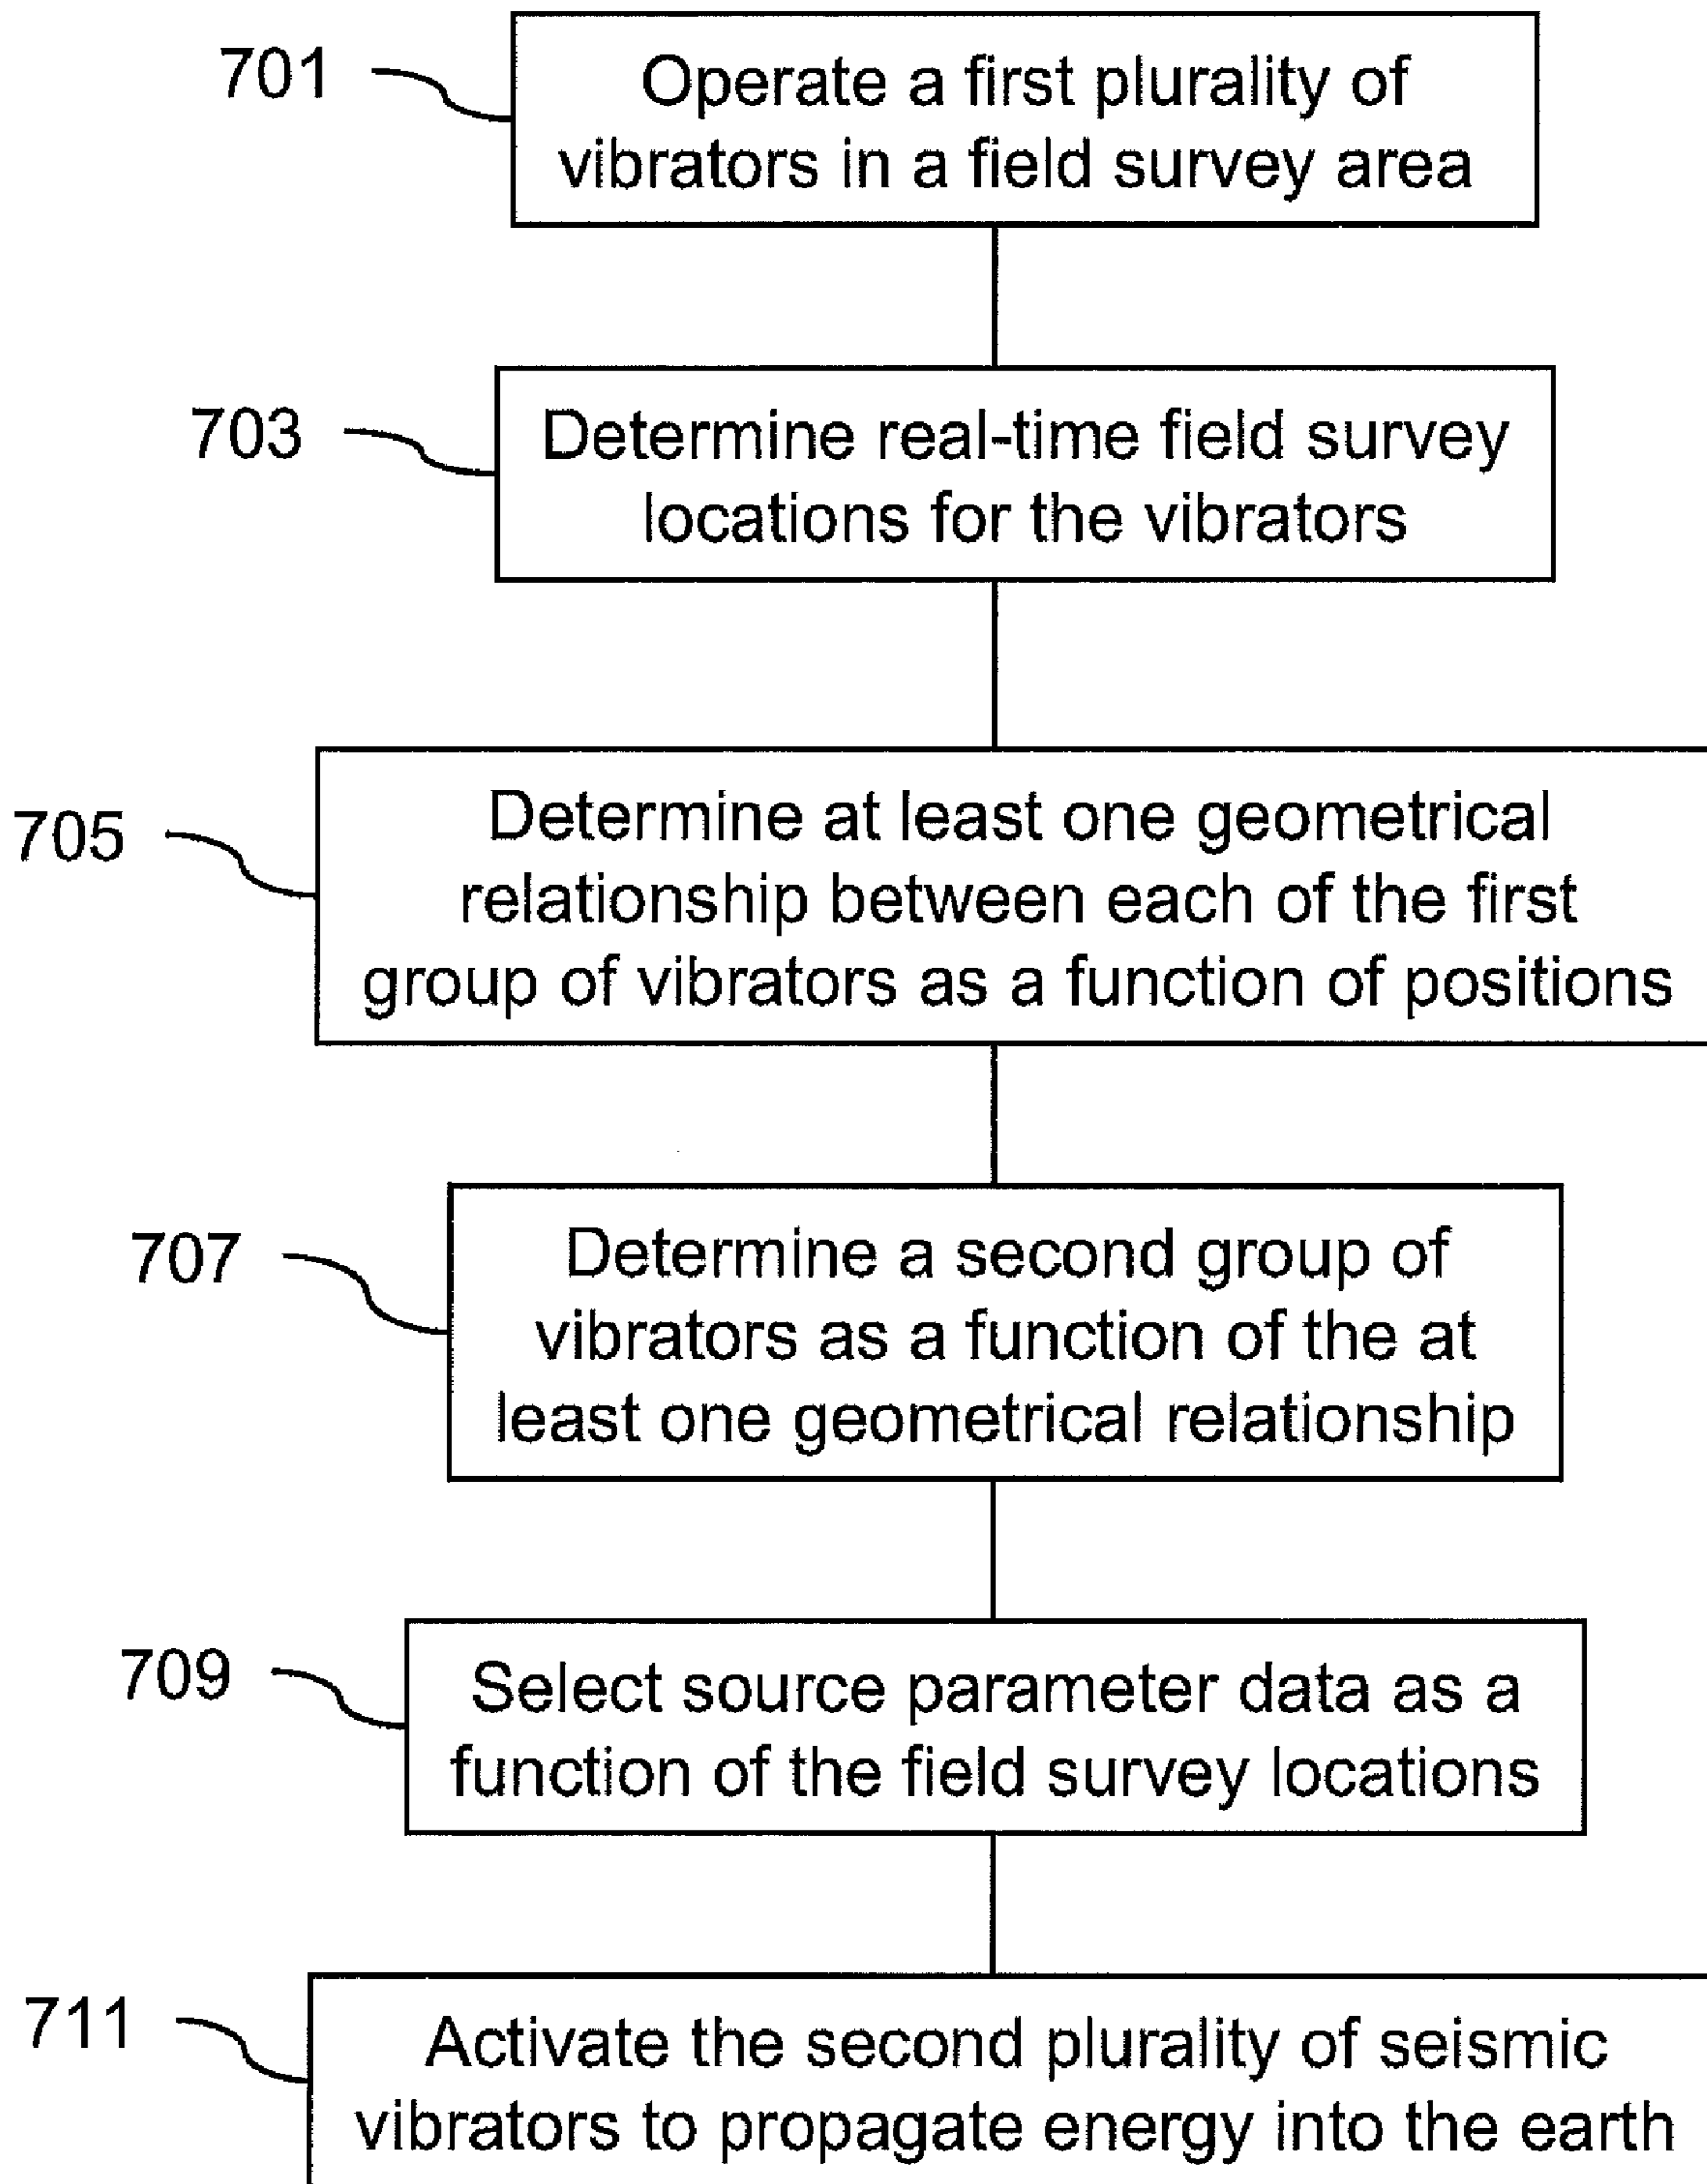 701
Operate a first plurality of
vibrators in a field survey area
703
Determine real-time field survey
locations for the vibrators
705
Determine at least one geometrical
relationship between each of the first
group of vibrators as a function of positions
707
Determine a second group of
vibrators as a function of the at
least one geometrical relationship
709
Select source parameter data as a
function of the field survey locations
711
Activate the second plurality of seismic
vibrators to propagate energy into the earth